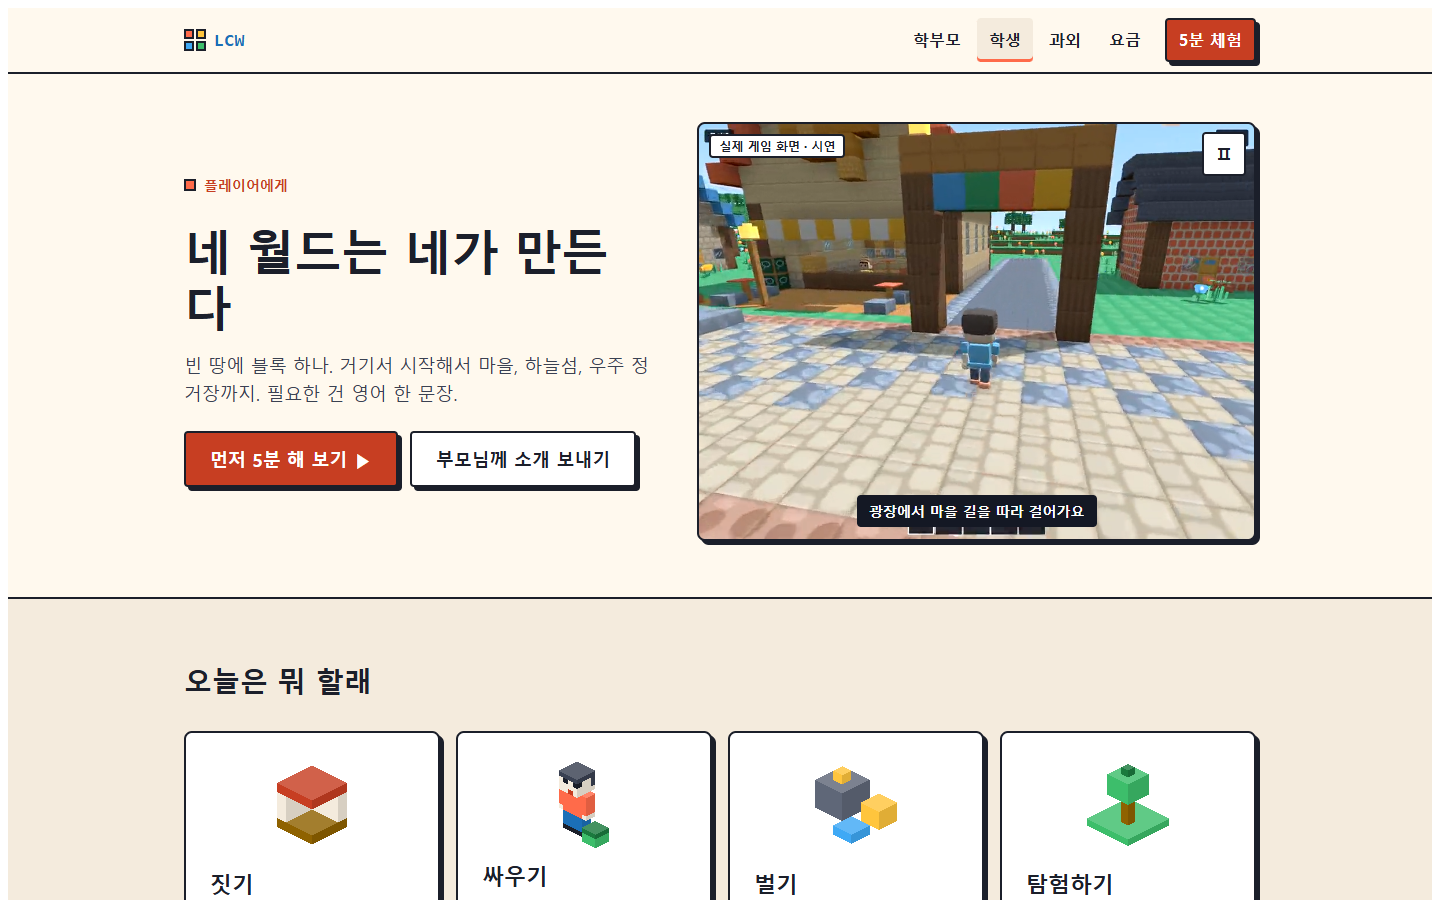 LCW
학부모
학생
과외
요금
5분 체험
플레이어에게
네 월드는 네가 만든
다
빈 땅에 블록 하나. 거기서 시작해서 마을, 하늘섬, 우주 정
거장까지. 필요한 건 영어 한 문장.
먼저 5분 해 보기 ▶
부모님께 소개 보내기
실제 게임 화면 · 시연
광장에서 마을 길을 따라 걸어가요
오늘은 뭐 할래
짓기
싸우기
벌기
탐험하기